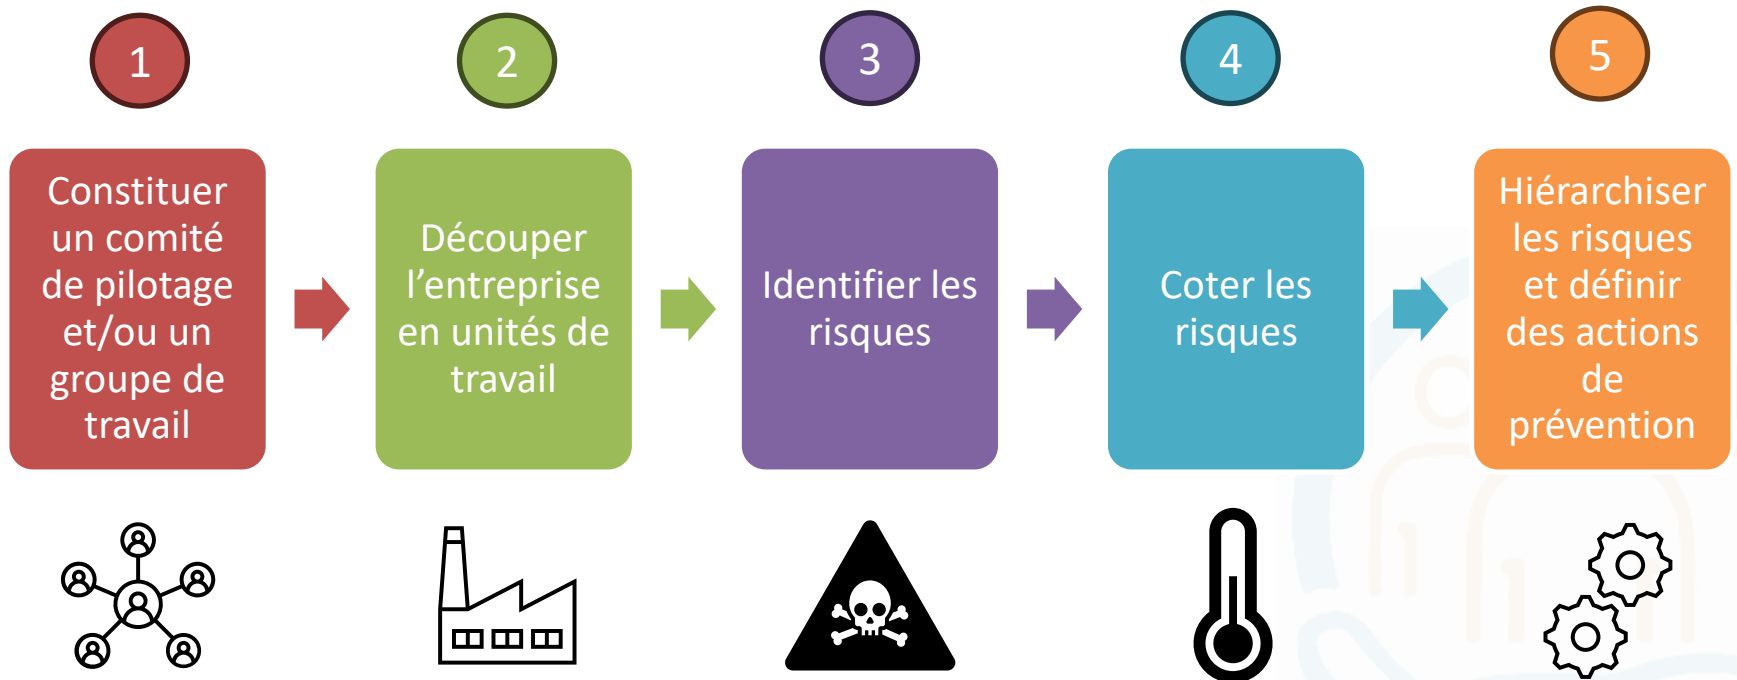 1
Constituer
un comité
de pilotage
et/ou un
groupe de
travail
2
Découper
l’entreprise
en unités de
travail
3
Identifier les
risques
4
Coter les
risques
5
Hiérarchiser
les risques
et définir
des actions
de
prévention